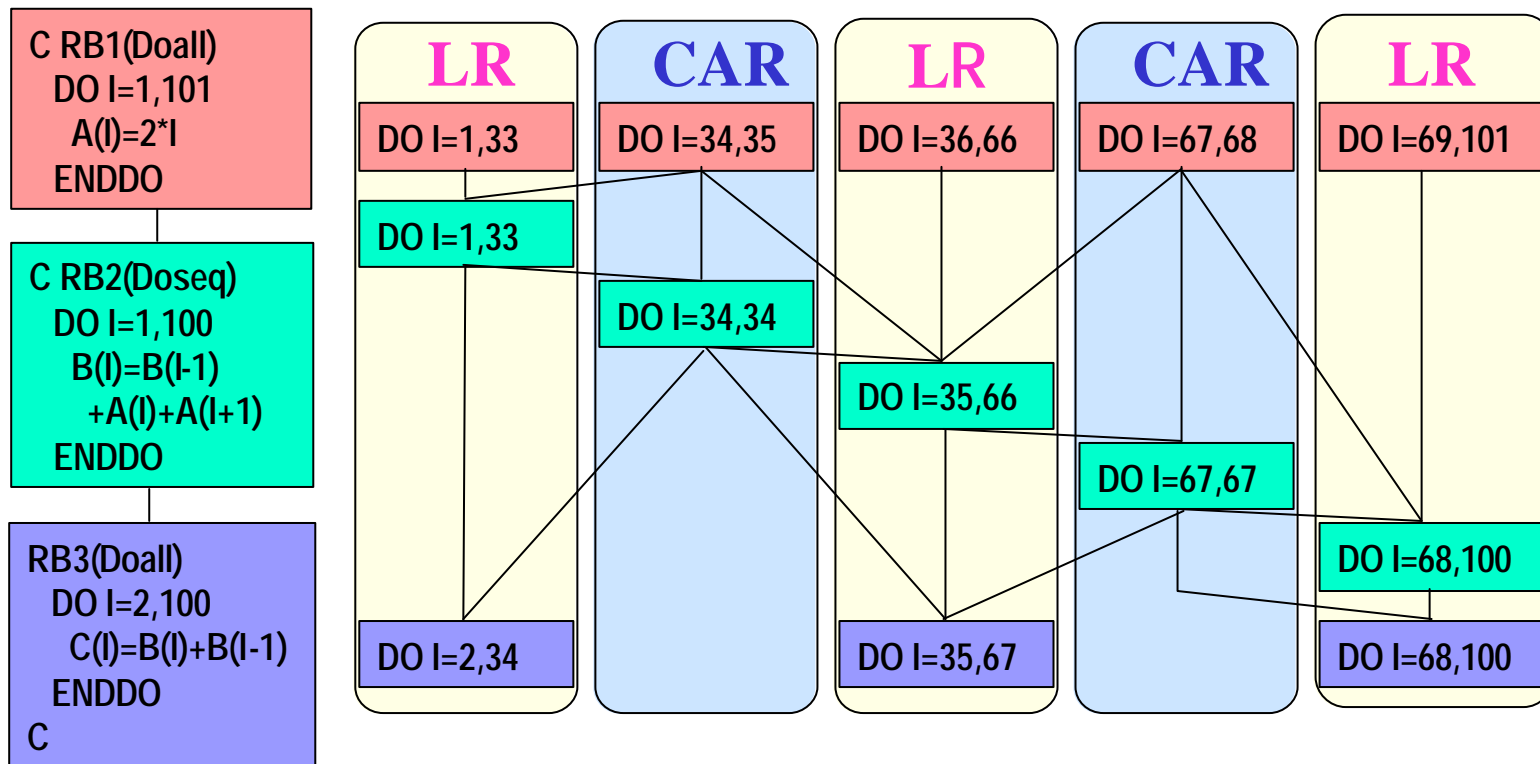 C RB1(Doall)
DO I=1,101
A(I)=2*I
ENDDO
C RB2(Doseq)
DO I=1,100
B(I)=B(I-1)
+A(I)+A(I+1)
ENDDO
RB3(Doall)
DO I=2,100
C(I)=B(I)+B(I-1)
ENDDO
C
LR
CAR
LR
CAR
LR
DO I=1,33
DO I=34,35
DO I=36,66
DO I=67,68
DO I=69,101
DO I=1,33
DO I=34,34
DO I=35,66
DO I=67,67
DO I=68,100
DO I=2,34
DO I=35,67
DO I=68,100